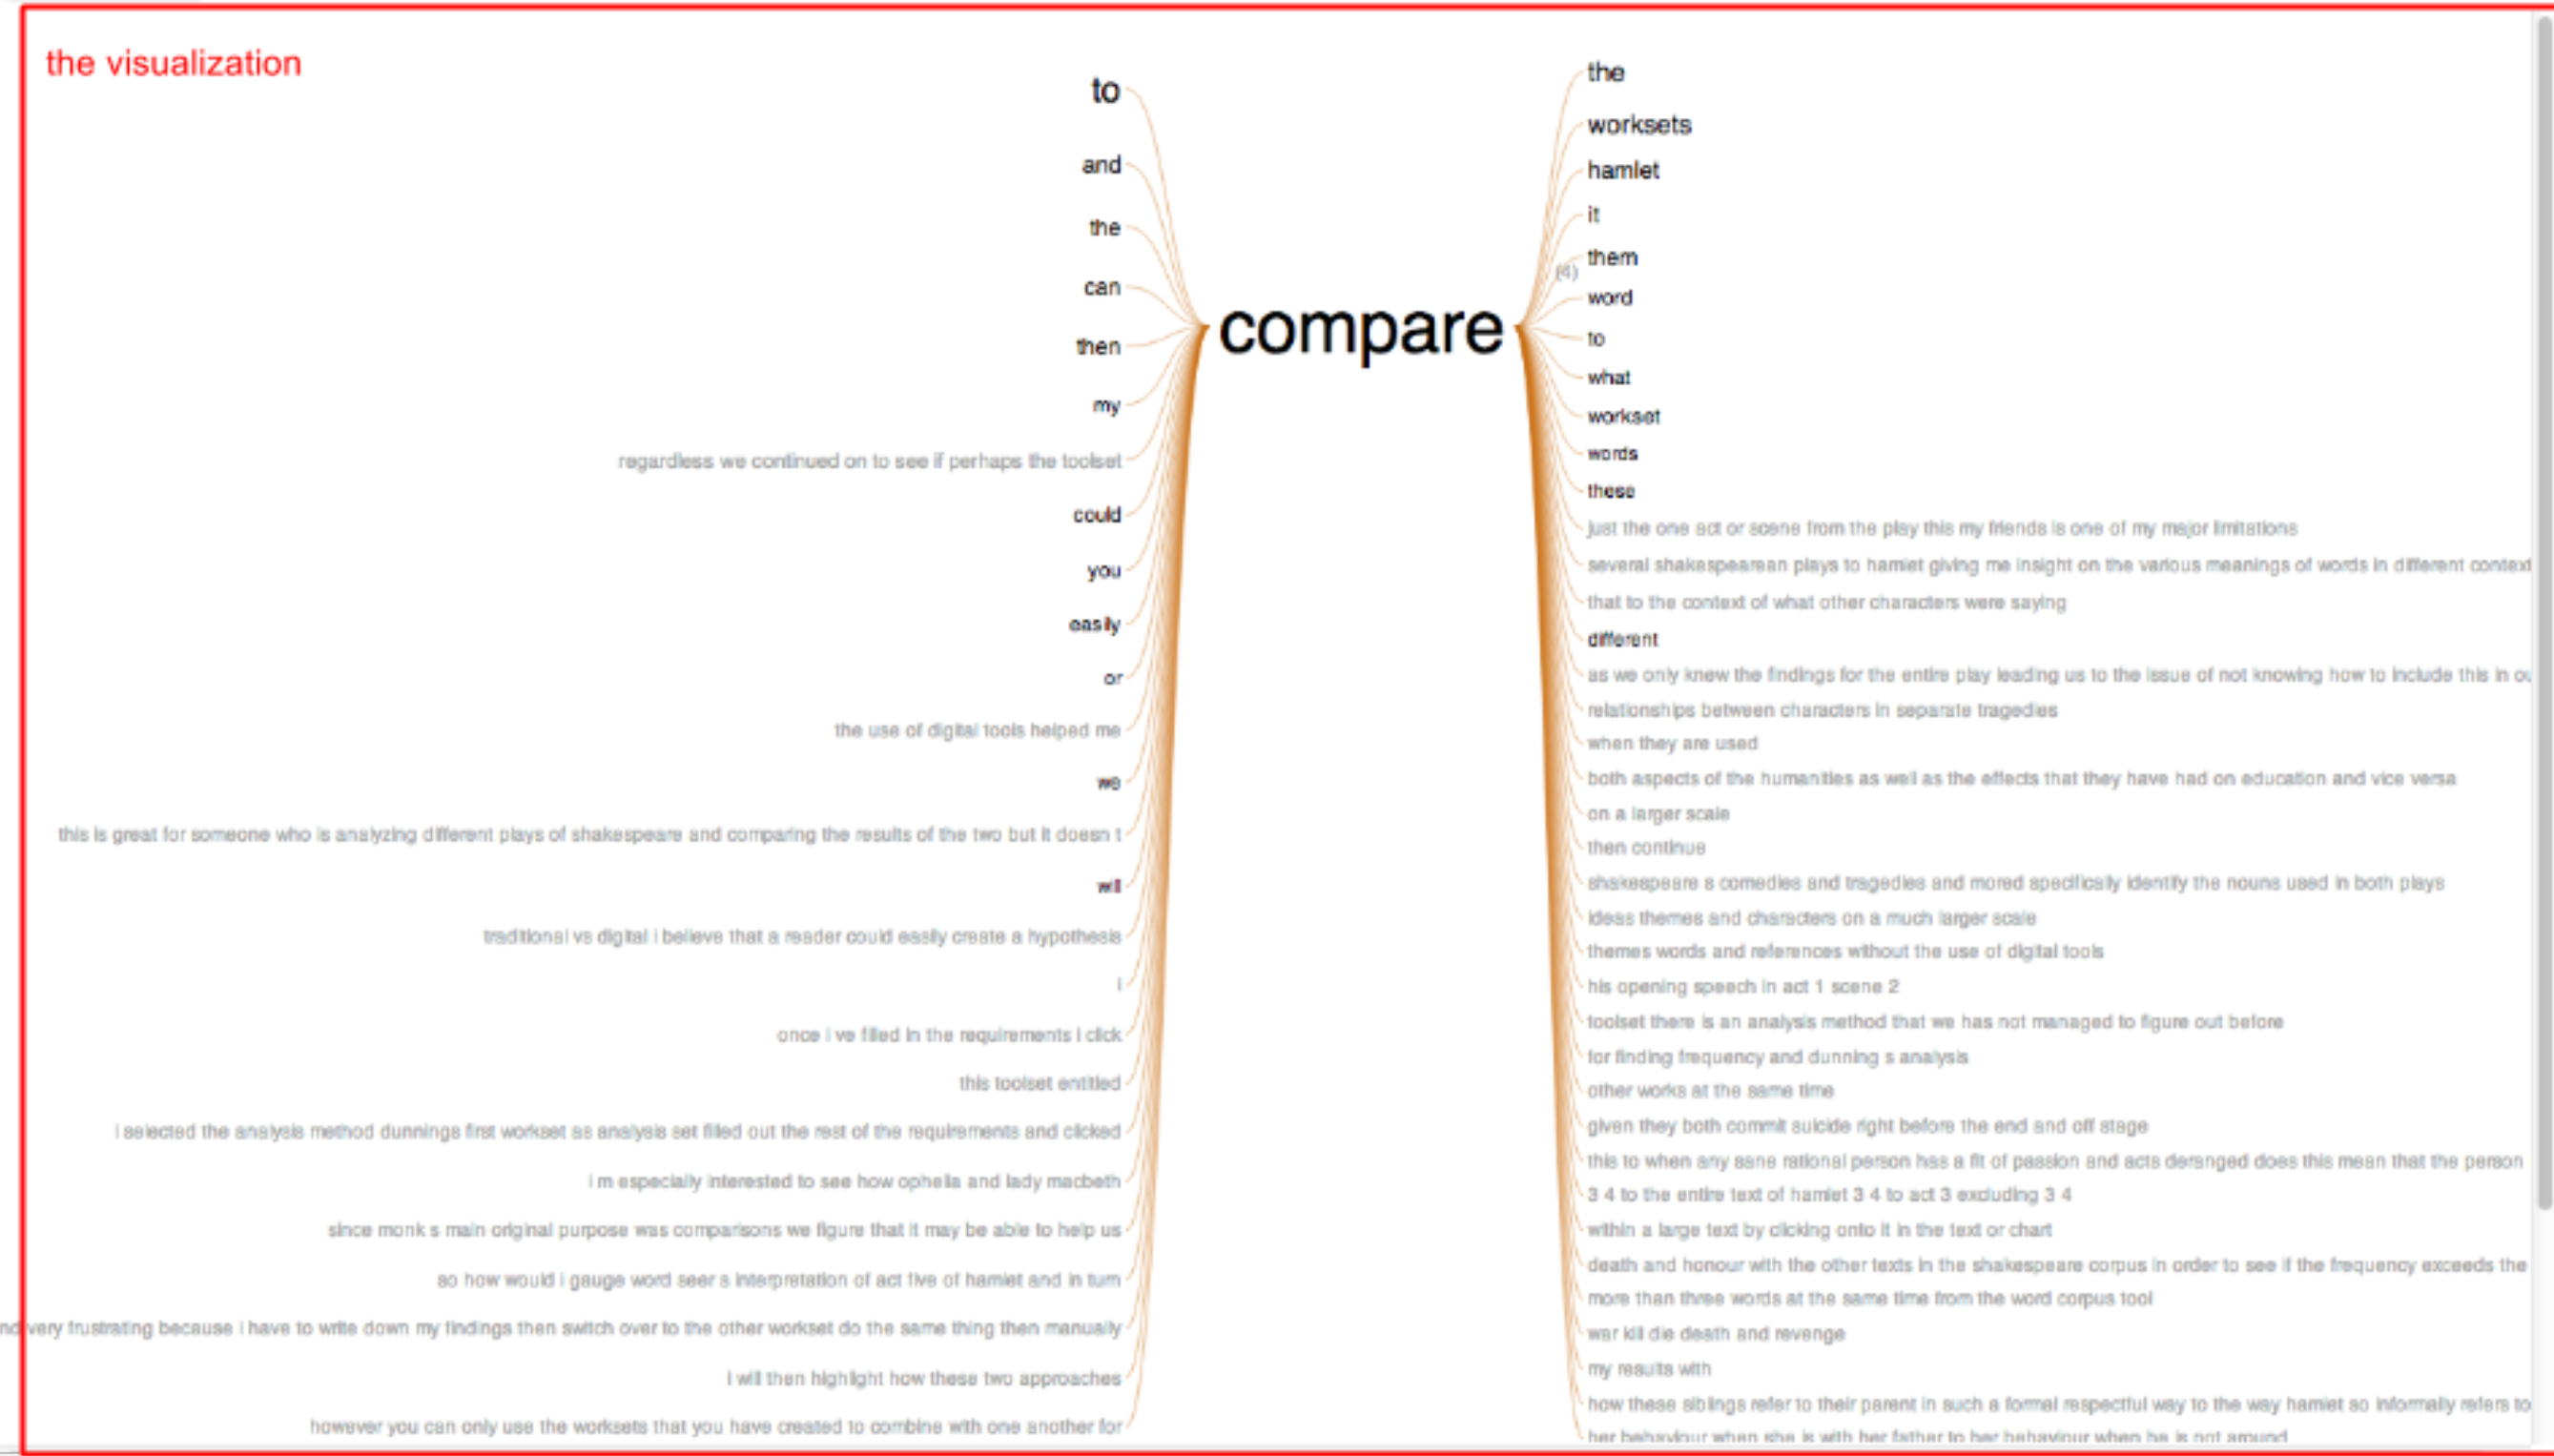 the visualization
to
and
the
can
then
my
regardless we continued on to see if perhaps the toolset
could
you
easily
or
the use of digital tools helped me
we
this is great for someone who is analyzing different plays of shakespeare and comparing the results of the two but it doesn t
will
traditional vs digital i believe that a reader could easily create a hypothesis
i
once i ve filled in the requirements i click
this toolset entitled
i selected the analysis method dunnings first workset as analysis set filled out the rest of the requirements and clicked
i m especially interested to see how ophelia and lady macbeth
since monk s main original purpose was comparisons we figure that it may be able to help us
so how would i gauge word seer s interpretation of act five of hamlet and in turn
very frustrating because i have to write down my findings then switch over to the other workset do the same thing then manually
i will then highlight how these two approaches
however you can only use the worksets that you have created to combine with one another for
compare
the
worksets
hamlet
it
them
(4)
word
to
what
workset
words
these
just the one act or scene from the play this my friends is one of my major limitations
several shakespearean plays to hamlet giving me insight on the various meanings of words in different context
that to the context of what other characters were saying
different
as we only knew the findings for the entire play leading us to the issue of not knowing how to include this in
relationships between characters in separate tragedies
when they are used
both aspects of the humanities as well as the effects that they have had on education and vice versa
on a larger scale
then continue
shakespeare s comedies and tragedies and mored specifically identify the nouns used in both plays
ideas themes and characters on a much larger scale
themes words and references without the use of digital tools
his opening speech in act 1 scene 2
toolset there is an analysis method that we has not managed to figure out before
for finding frequency and dunning s analysis
other works at the same time
given they both commit suicide right before the end and off stage
this to when any sane rational person has a fit of passion and acts deranged does this mean that the person
3 4 to the entire text of hamlet 3 4 to act 3 excluding 3 4
within a large text by clicking onto it in the text or chart
death and honour with the other texts in the shakespeare corpus in order to see if the frequency exceeds the
more than three words at the same time from the word corpus tool
war kill die death and revenge
my results with
how these siblings refer to their parent in such a formal respectful way to the way hamlet so informally refers to
her behaviour when she is with her father to her behaviour when he is not around